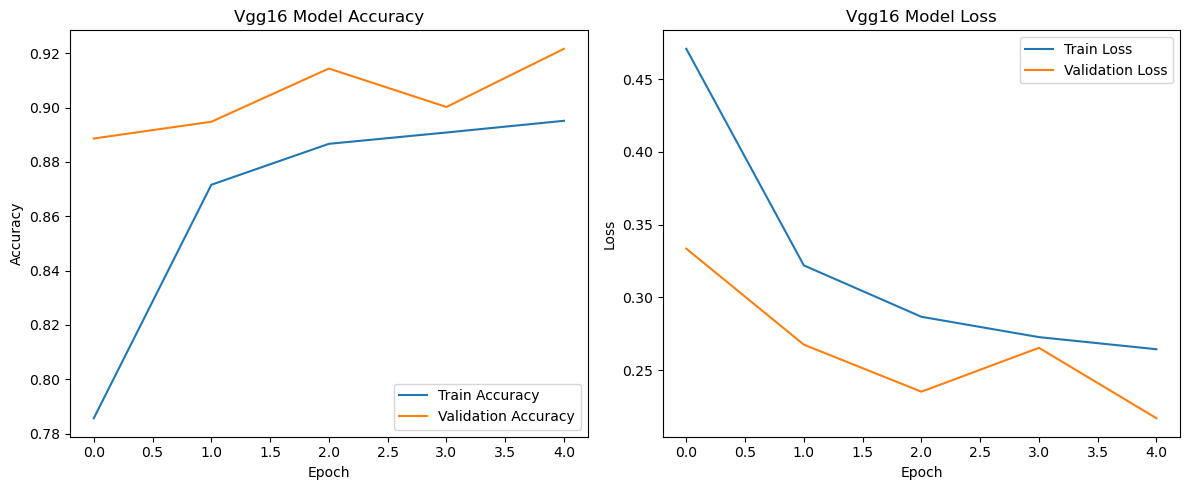 Vgg16 Model Accuracy
Accuracy
0.92
0.90
0.88
0.86
0.84
0.82
0.80
0.78
Train Accuracy
Validation Accuracy
0.0 0.5 1.0 1.5 2.0 2.5 3.0 3.5 4.0
Epoch
Vgg16 Model Loss
Loss
Train Loss
Validation Loss
0.45
0.40
0.35
0.30
0.25
0.0 0.5 1.0 1.5 2.0 2.5 3.0 3.5 4.0
Epoch